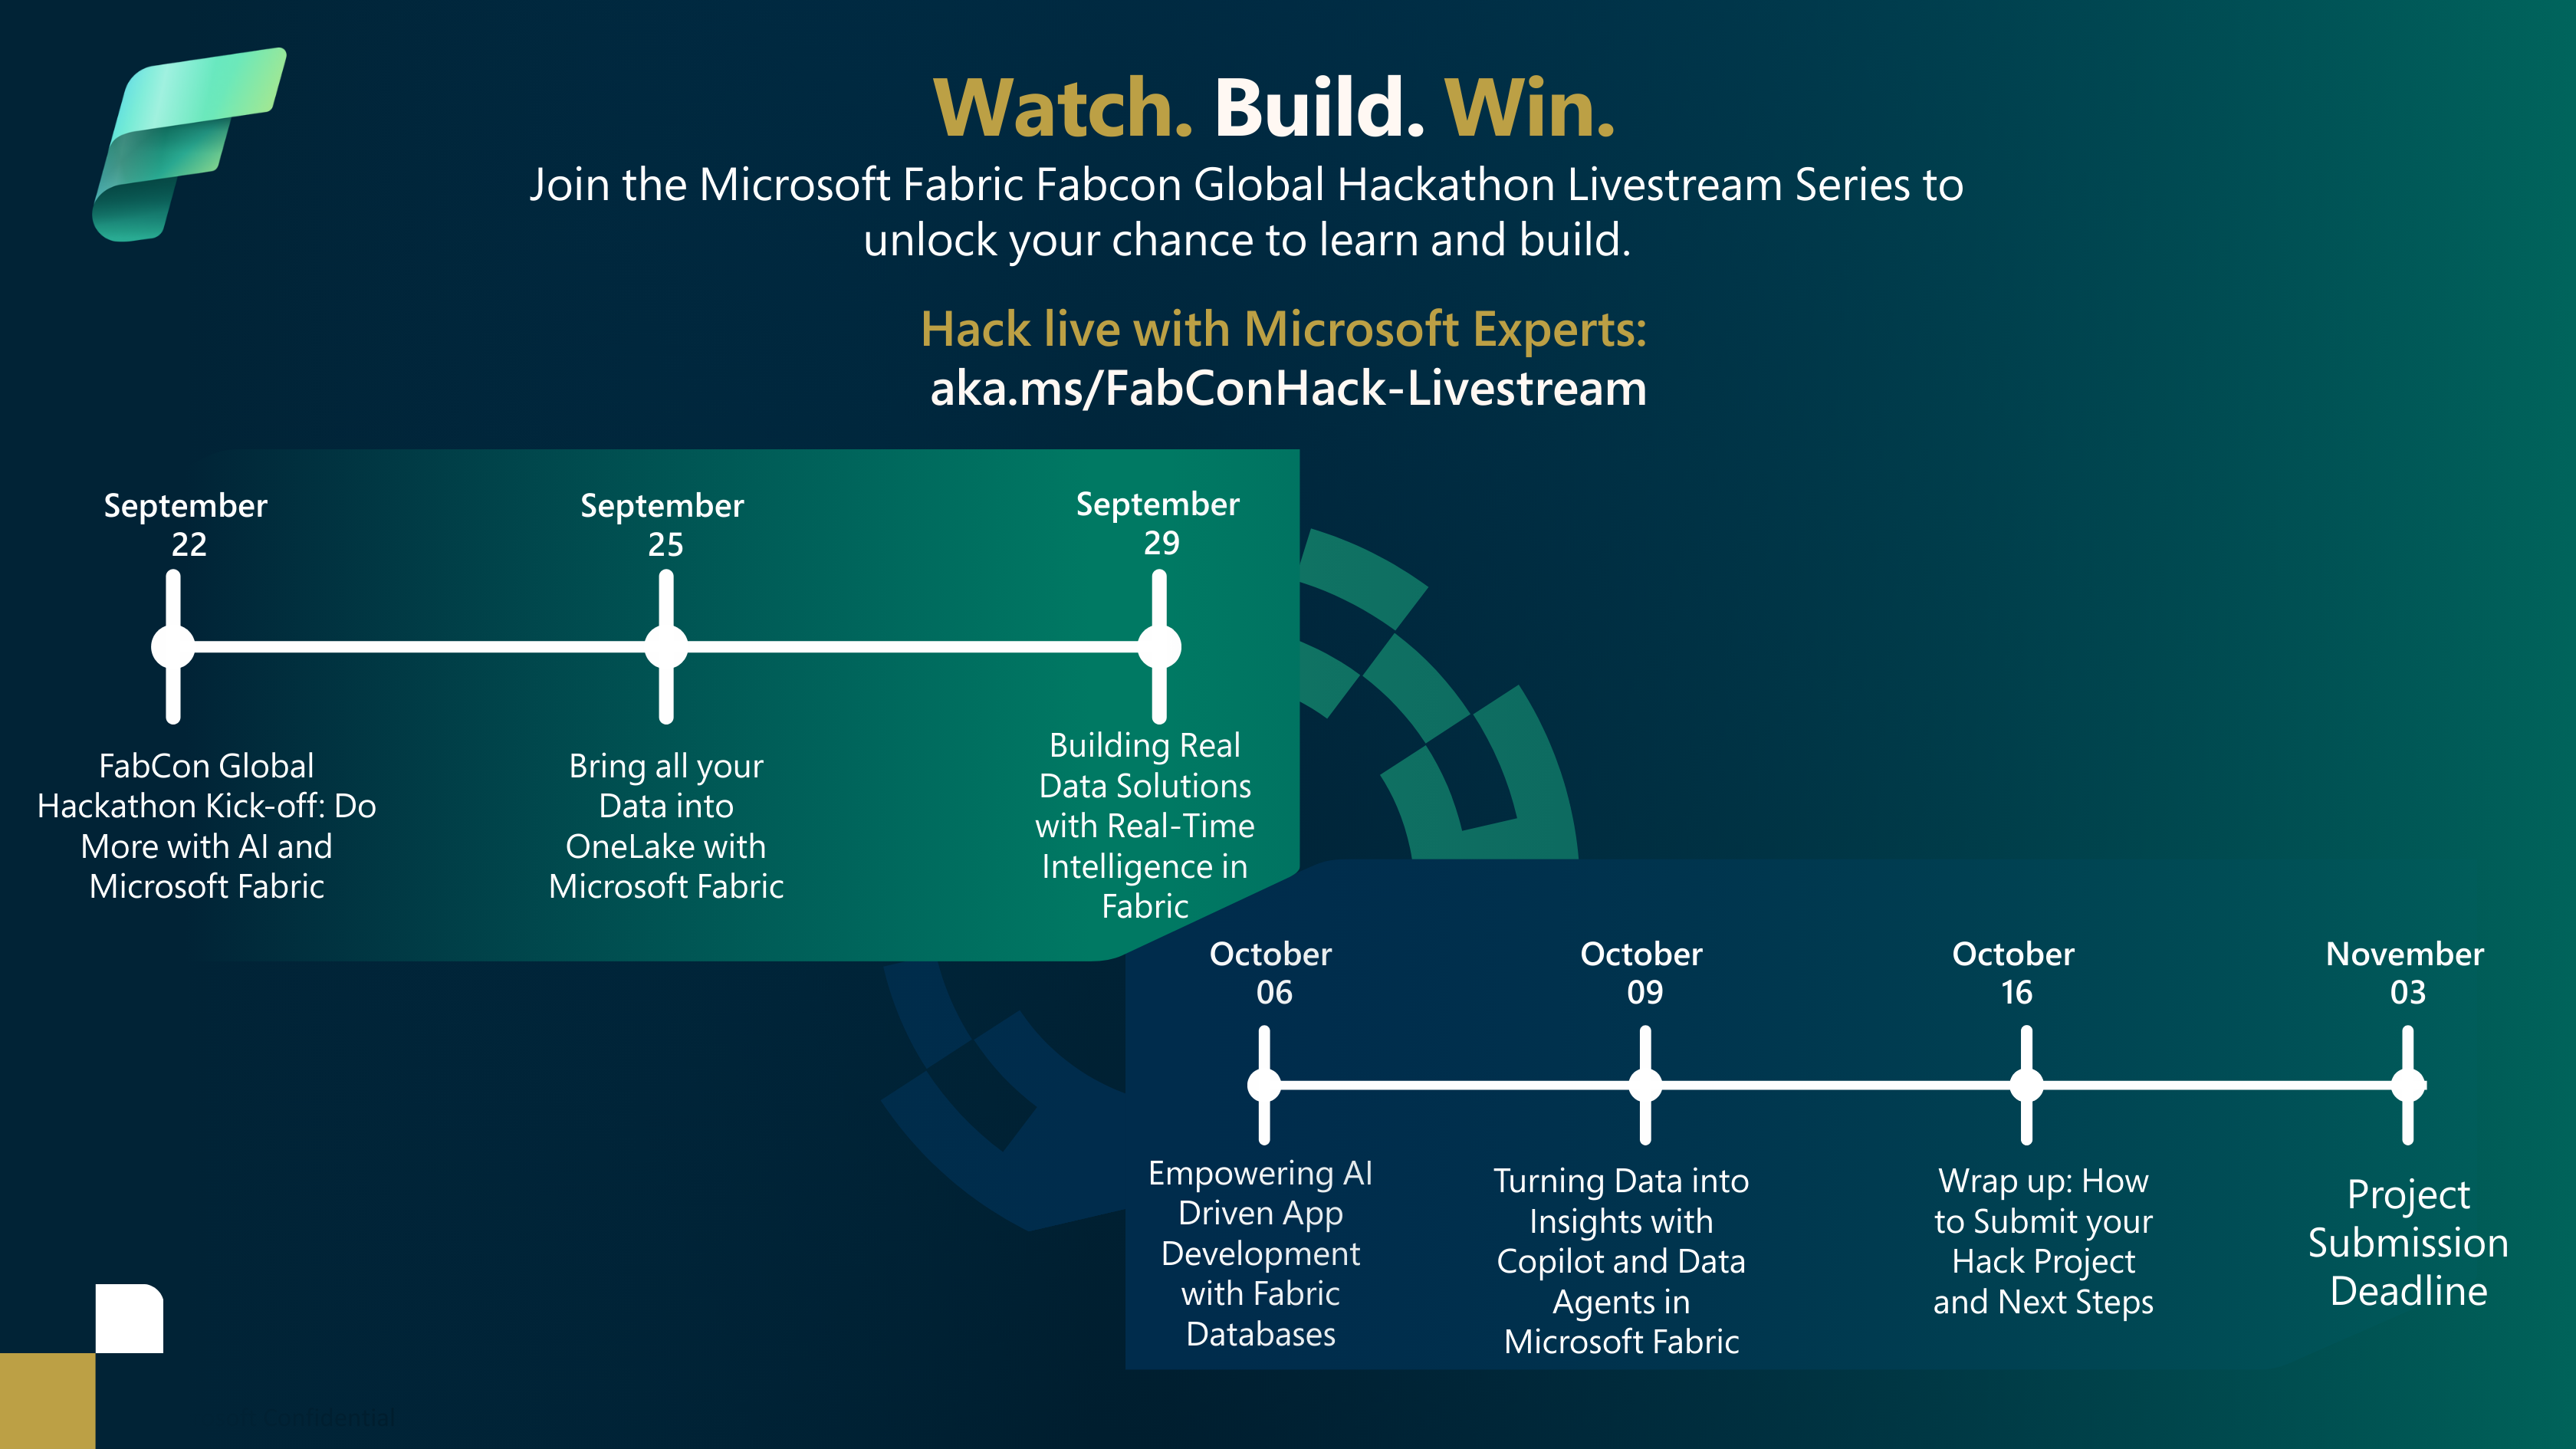 Watch. Build. Win.
Join the Microsoft Fabric Fabcon Global Hackathon Livestream Series to
unlock your chance to learn and build.
Hack live with Microsoft Experts:
aka.ms/FabConHack-Livestream
September
22
FabCon Global
Hackathon Kick-off: Do
More with AI and
Microsoft Fabric
September
25
Bring all your
Data into
OneLake with
Microsoft Fabric
September
29
Building Real
Data Solutions
with Real-Time
Intelligence in
Fabric
October
06
Empowering AI
Driven App
Development
with Fabric
Databases
October
09
Turning Data into
Insights with
Copilot and Data
Agents in
Microsoft Fabric
October
16
Wrap up: How
to Submit your
Hack Project
and Next Steps
November
03
Project
Submission
Deadline